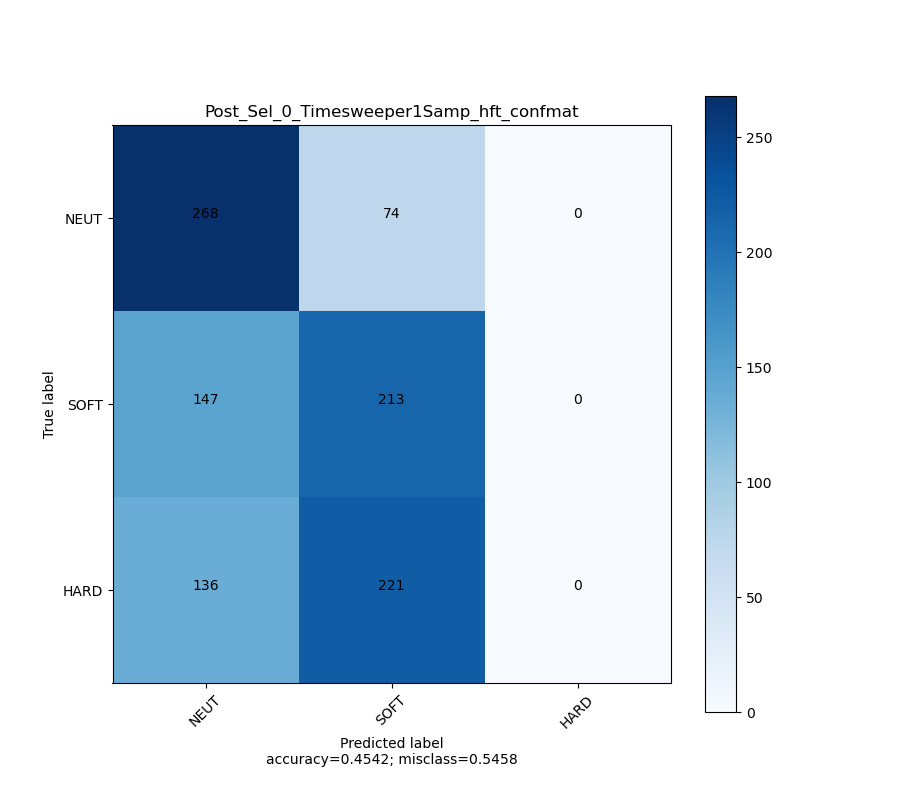 Post_Sel_0_Timesweeper1Samp_hft_confmat
250
NEUT 268 74 0
200
150
True label
SOFT 147 213 0
100
HARD 136 221 0
50
0
NEUT SOFT HARD
Predicted label
accuracy=0.4542; misclass=0.5458